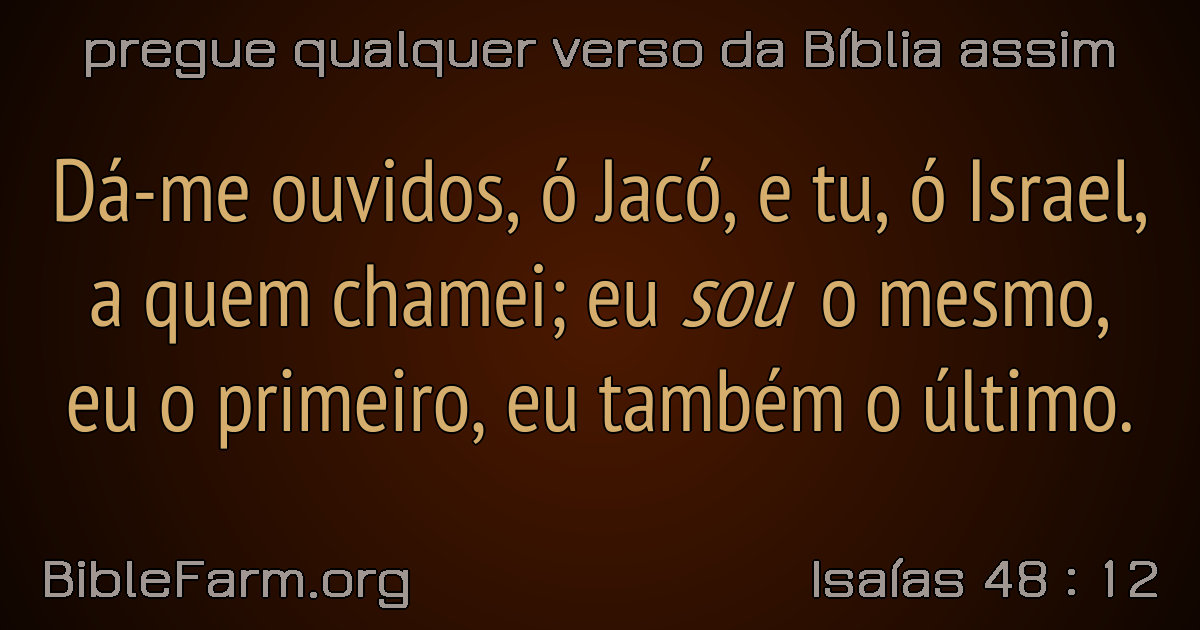 pregue qualquer verso da Bíblia assim
Dá-me ouvidos, ó Jacó, e tu, ó Israel,
a quem chamei; eu sou o mesmo,
eu o primeiro, eu também o último.
BibleFarm.org
Isaías 48 : 12